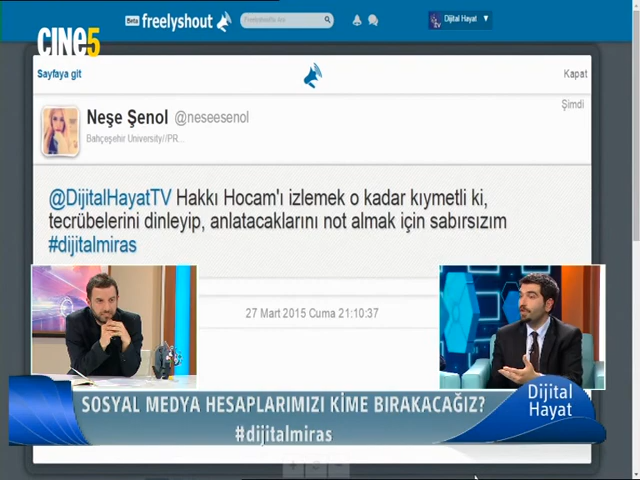 Beta freelyshout
Dijital Hayat
CINE5
Sayfaya git
Kapat
Şimdi
Neşe Şenol @neseesenol
Bahçeşehir University//PR...
@DijitalHayatTV Hakkı Hocam'ı izlemek o kadar kıymetli ki,
tecrübelerini dinleyip, anlatacaklarını not almak için sabırsızım
#dijitalmiras
27 Mart 2015 Cuma 21:10:37
SOSYAL MEDYA HESAPLARIMIZI KİME BIRAKACAĞIZ?
#dijitalmiras
Dijital
Hayat